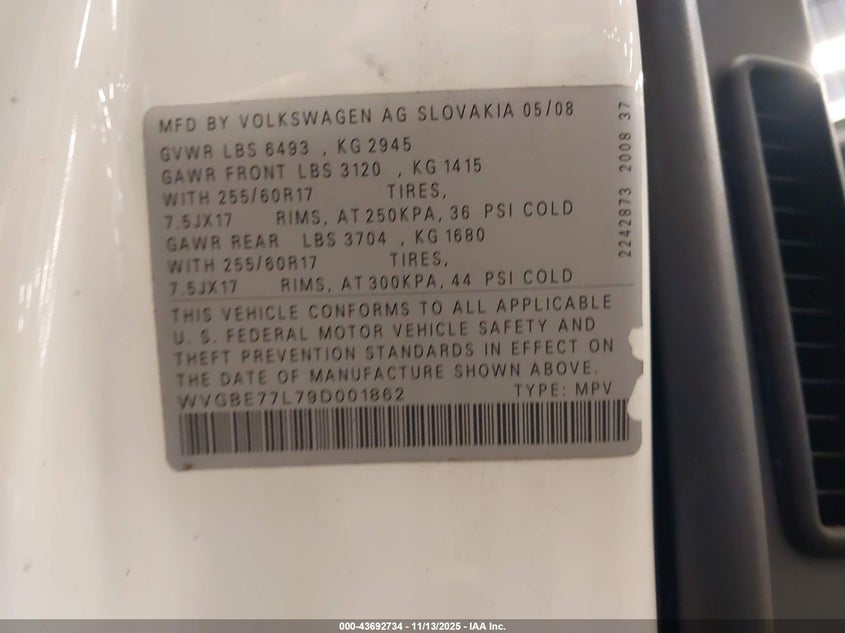 MFD BY VOLKSWAGEN AG SLOVAKIA 05/08
GVWR LBS 6493 , KG 2945
GAWR FRONT LBS 3120 , KG 1415
WITH 255/60R17 TIRES,
7.5JX17 RIMS, AT 250KPA, 36 PSI COLD
GAWR REAR LBS 3704 , KG 1680
WITH 255/60R17 TIRES,
7.5JX17 RIMS, AT 300KPA, 44 PSI COLD
THIS VEHICLE CONFORMS TO ALL APPLICABLE
U. S. FEDERAL MOTOR VEHICLE SAFETY AND
THEFT PREVENTION STANDARDS IN EFFECT ON
THE DATE OF MANUFACTURE SHOWN ABOVE.
WVGBE77L79D001862 TYPE: MPV
2242873 2008 37
000-43692734 - 11/13/2025 - IAA Inc.